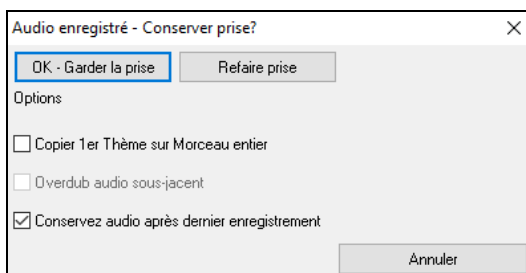 Audio enregistré - Conserver prise?
OK - Garder la prise Refaire prise
Options
Copier 1er Thème sur Morceau entier
Overdub audio sous-jacent
Conservez audio après dernier enregistrement
Annuler